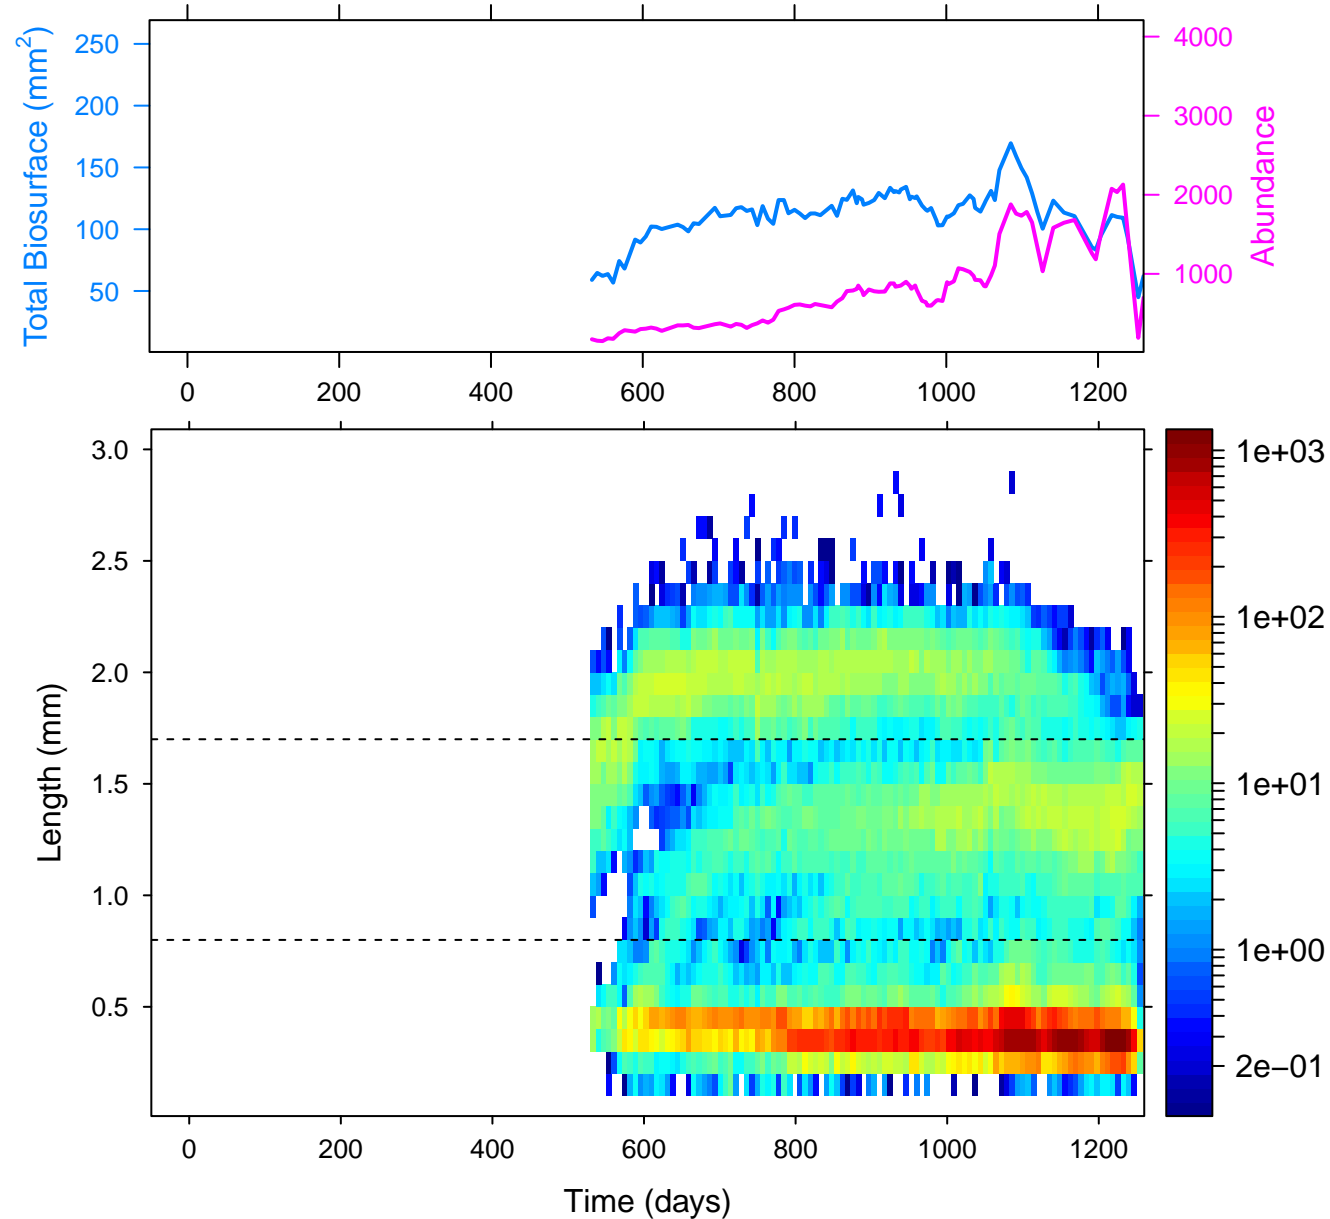 Total Biosurface (mm²)
250
200
150
100
50
4000
3000
2000
1000
Abundance
0 200 400 600 800 1000 1200
Length (mm)
3.0
2.5
2.0
1.5
1.0
0.5
1e+03
1e+02
1e+01
1e+00
2e−01
0 200 400 600 800 1000 1200
Time (days)